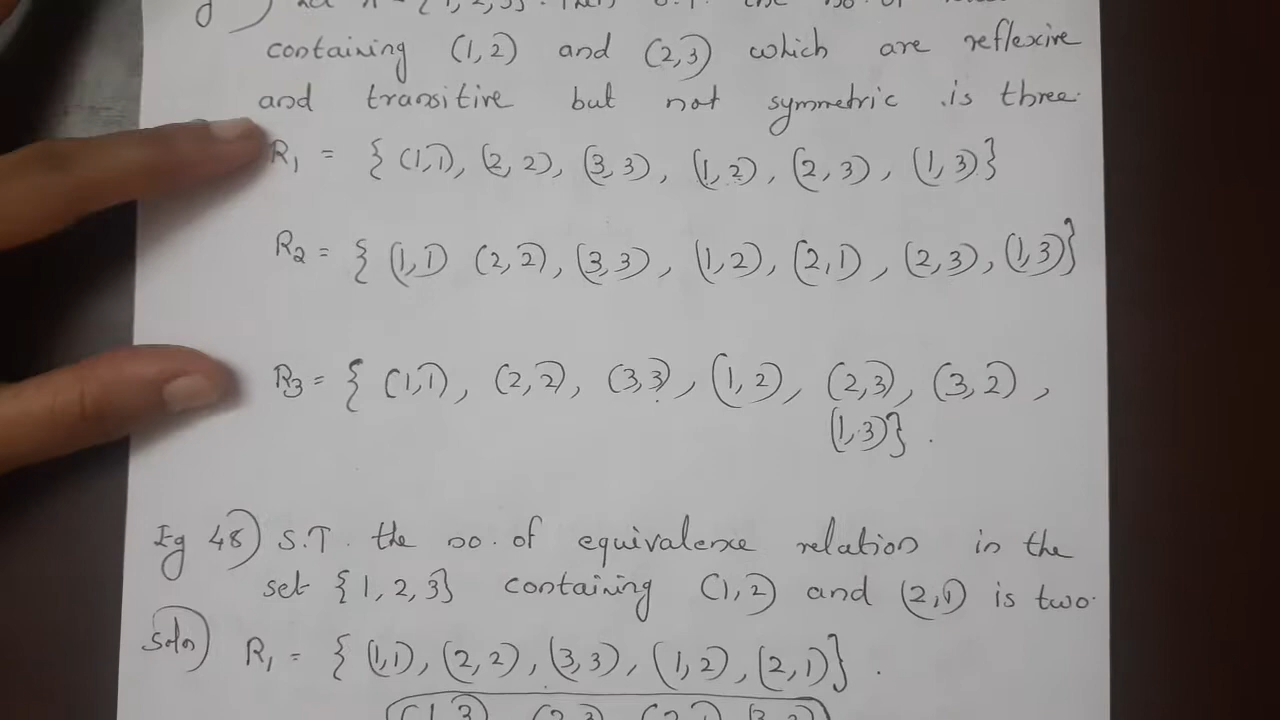 containing (1,2) and (2,3) which are reflexive
and transitive but not symmetric is three.
R1 = { (1,1), (2,2), (3,3), (1,2), (2,3), (1,3)}
R2 = { (1,1) (2,2), (3,3), (1,2), (2,1), (2,3), (1,3)}
R3 = { (1,1), (2,2), (3,3), (1,2), (2,3), (3,2),
(1,3)}.
Eg 48) S.T. the no. of equivalence relation in the
set {1,2,3} containing (1,2) and (2,1) is two.
Soln) R1 = { (1,1), (2,2), (3,3), (1,2), (2,1)}.